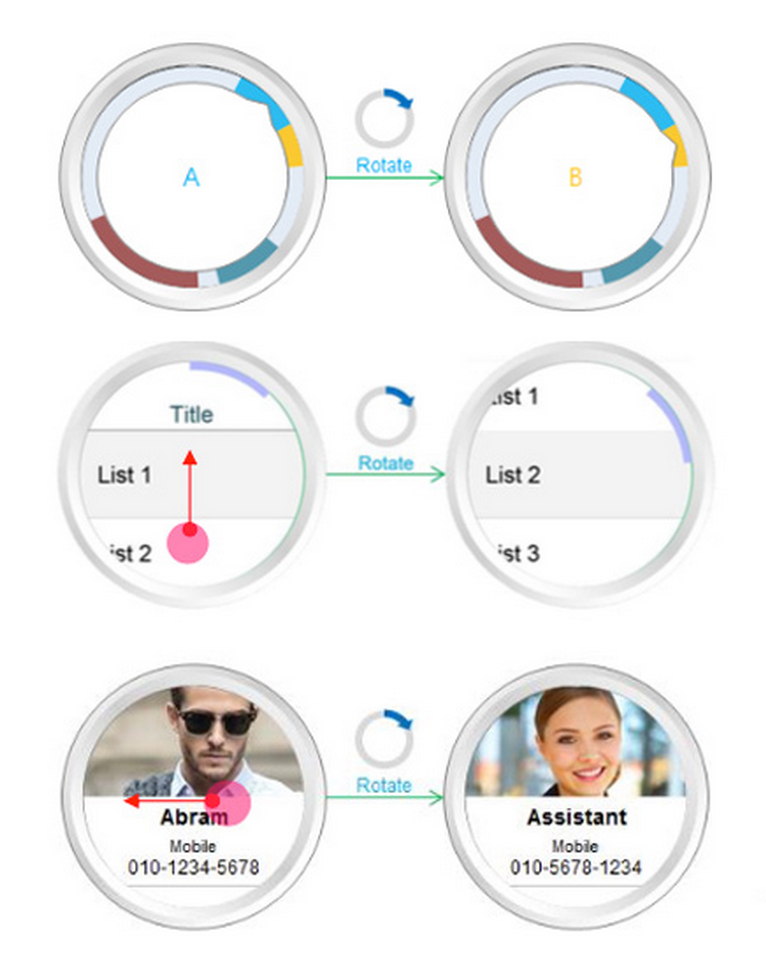 A
Rotate
B
Title
List 1
ist 2
Rotate
ist 1
List 2
ist 3
Abram
Mobile
010-1234-5678
Rotate
Assistant
Mobile
010-5678-1234